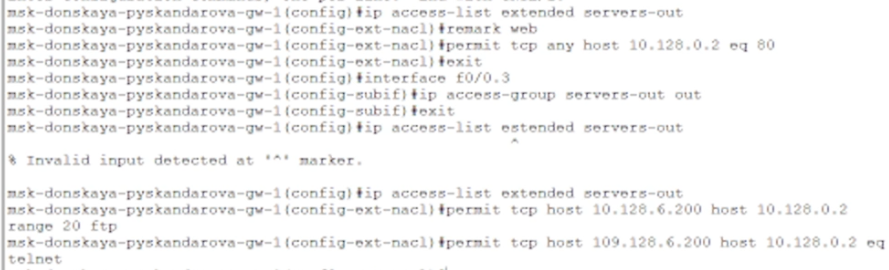 msk-donskaya-pyskandarova-gw-1(config)#ip access-list extended servers-out
msk-donskaya-pyskandarova-gw-1(config-ext-nacl)#remark web
msk-donskaya-pyskandarova-gw-1(config-ext-nacl)#permit tcp any host 10.128.0.2 eq 80
msk-donskaya-pyskandarova-gw-1(config-ext-nacl)#exit
msk-donskaya-pyskandarova-gw-1(config)#interface f0/0.3
msk-donskaya-pyskandarova-gw-1(config-subif)#ip access-group servers-out out
msk-donskaya-pyskandarova-gw-1(config-subif)#exit
msk-donskaya-pyskandarova-gw-1(config)#ip access-list estended servers-out
^
% Invalid input detected at '^' marker.
msk-donskaya-pyskandarova-gw-1(config)#ip access-list extended servers-out
msk-donskaya-pyskandarova-gw-1(config-ext-nacl)#permit tcp host 10.128.6.200 host 10.128.0.2
range 20 ftp
msk-donskaya-pyskandarova-gw-1(config-ext-nacl)#permit tcp host 109.128.6.200 host 10.128.0.2 eq
telnet